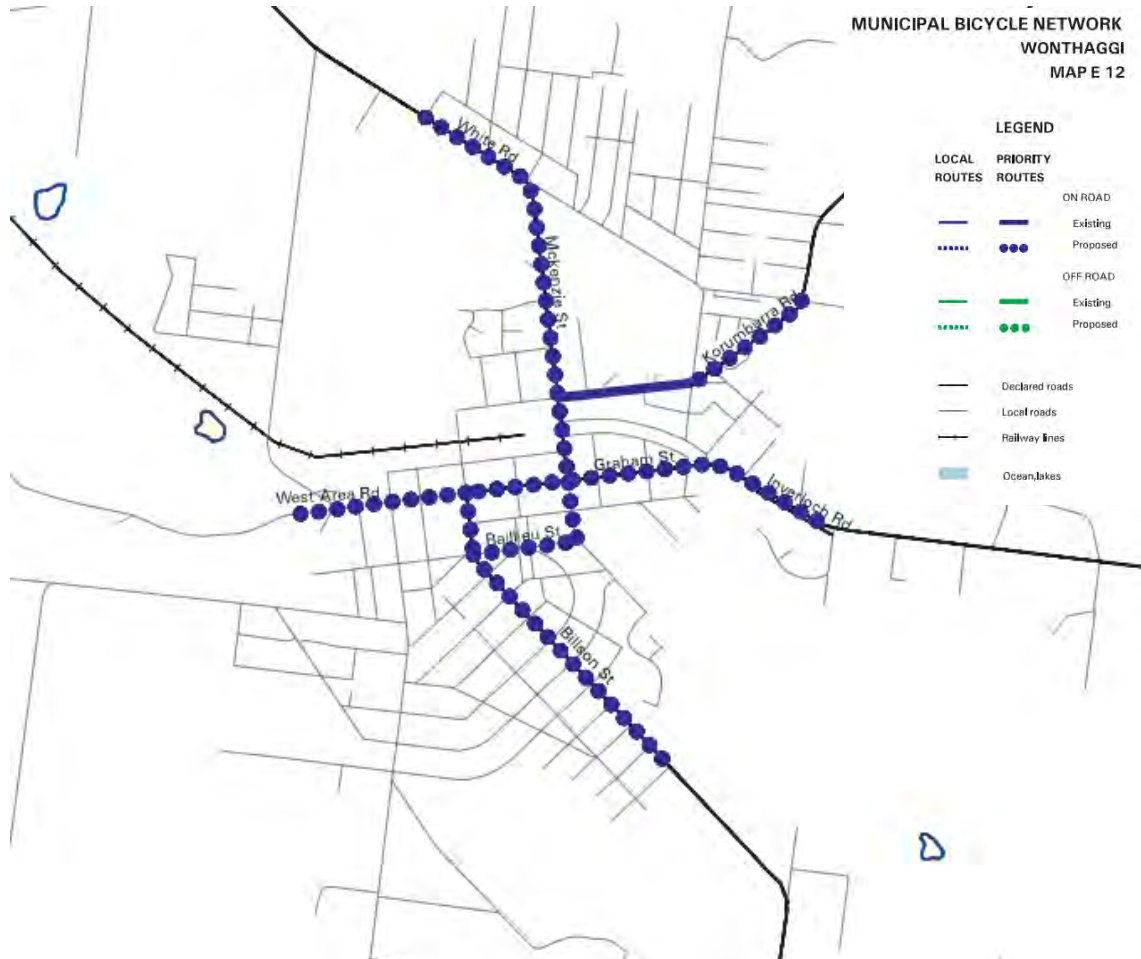 MUNICIPAL BICYCLE NETWORK
WONTHAGGI
MAP E 12
LEGEND
LOCAL PRIORITY
ROUTES ROUTES
ON ROAD
Existing
Proposed
OFF ROAD
Existing
Proposed
Declared roads
Local roads
Railway lines
Ocean,lakes
White Rd
Mckenzie St
Korumbarra Rd
Graham St
West Area Rd
Inverloch Rd
Baillieu St
Billson St